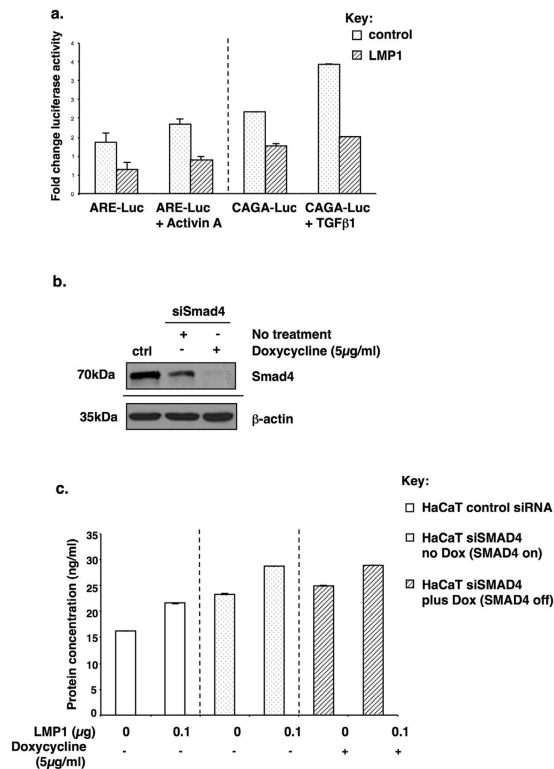 a.
Key:
control
LMP1
Fold change luciferase activity
4
4
3
3
2
2
1
1
0
ARE-Luc
ARE-Luc
+ Activin A
CAGA-Luc
CAGA-Luc
+ TGFβ1
b.
siSmad4
ctrl + - No treatment
- + Doxycycline (5µg/ml)
70kDa Smad4
35kDa β-actin
c.
Key:
HaCaT control siRNA
HaCaT siSMAD4
no Dox (SMAD4 on)
HaCaT siSMAD4
plus Dox (SMAD4 off)
Protein concentration (ng/ml)
35
30
25
20
15
10
5
0
LMP1 (µg) 0 0.1 0 0.1 0 0.1
Doxycycline - - - - + +
(5µg/ml)